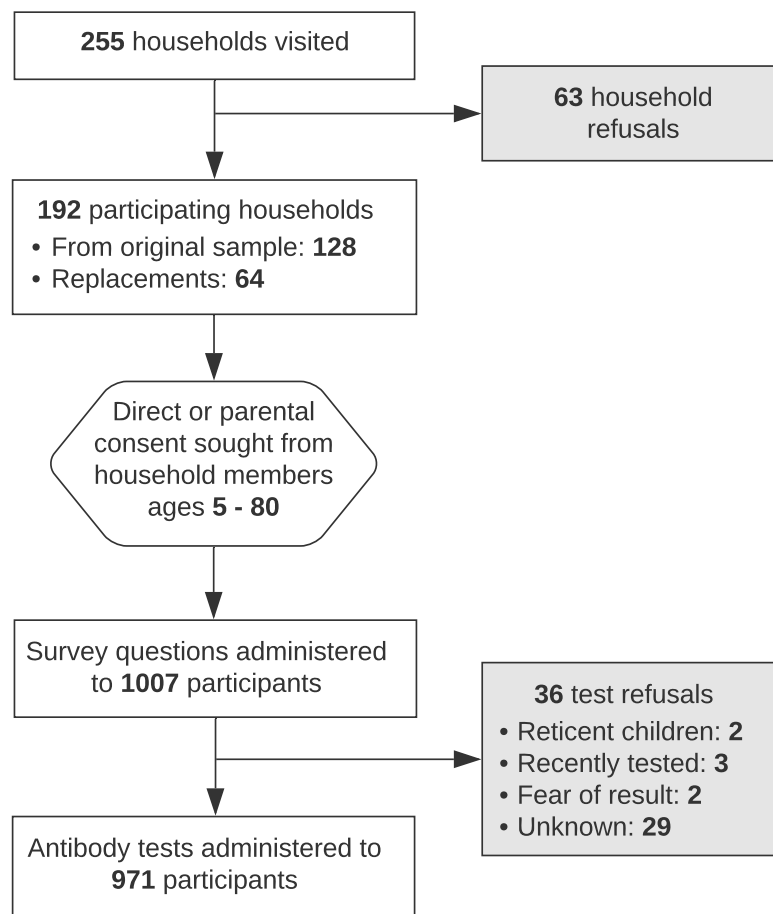 255 households visited
63 household
refusals
192 participating households
• From original sample: 128
• Replacements: 64
Direct or parental
consent sought from
household members
ages 5 - 80
Survey questions administered
to 1007 participants
36 test refusals
• Reticent children: 2
• Recently tested: 3
• Fear of result: 2
• Unknown: 29
Antibody tests administered to
971 participants